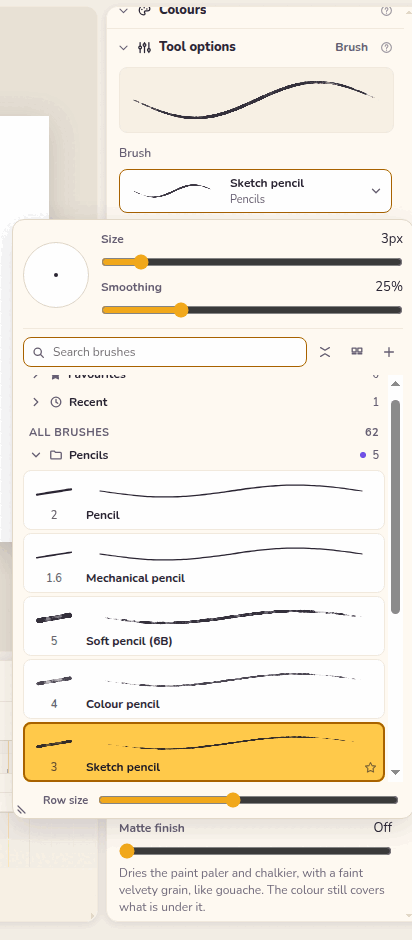 Colours
Tool options Brush
Brush
Sketch pencil
Pencils
Size 3px
Smoothing 25%
Search brushes
Favourites
Recent 1
ALL BRUSHES 62
Pencils 5
2 Pencil
1.6 Mechanical pencil
5 Soft pencil (6B)
4 Colour pencil
3 Sketch pencil
Row size
Matte finish Off
Dries the paint paler and chalkier, with a faint
velvety grain, like gouache. The colour still covers
what is under it.